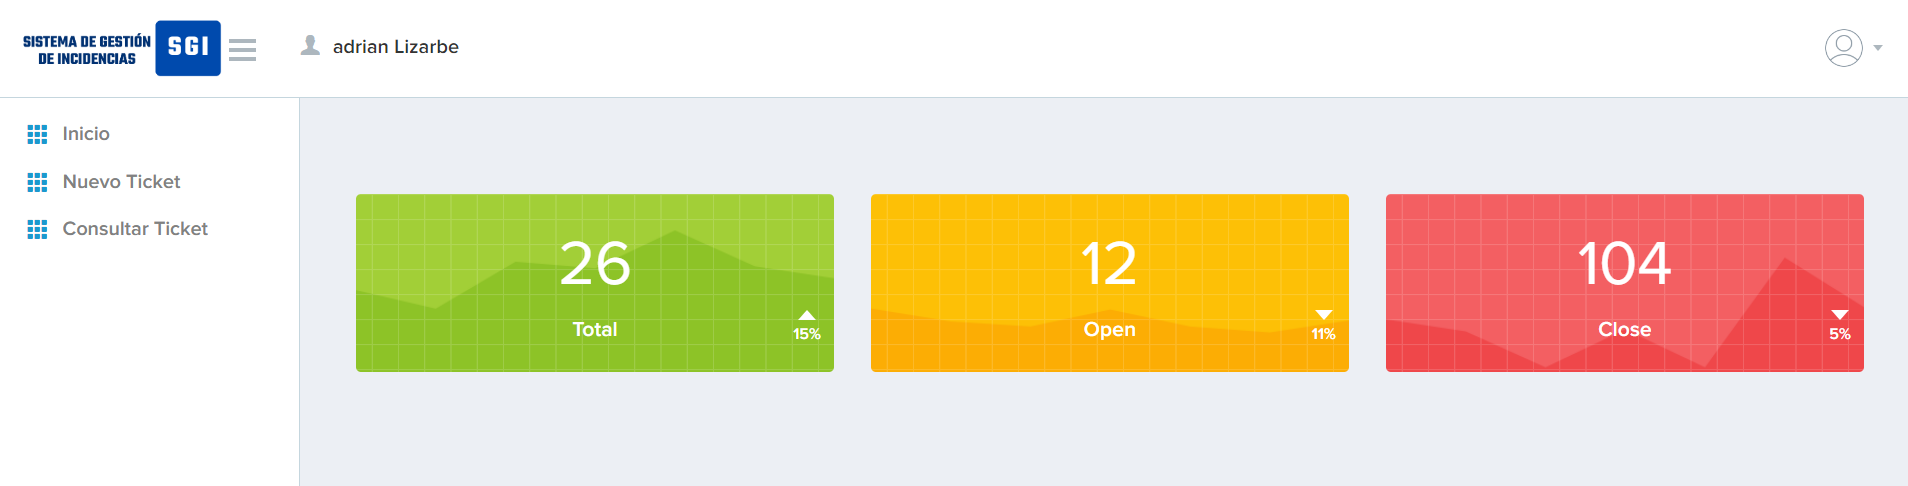 SISTEMA DE GESTIÓN
DE INCIDENCIAS
SGI
adrian Lizarbe
Inicio
Nuevo Ticket
Consultar Ticket
26
Total
15%
12
Open
11%
104
Close
5%